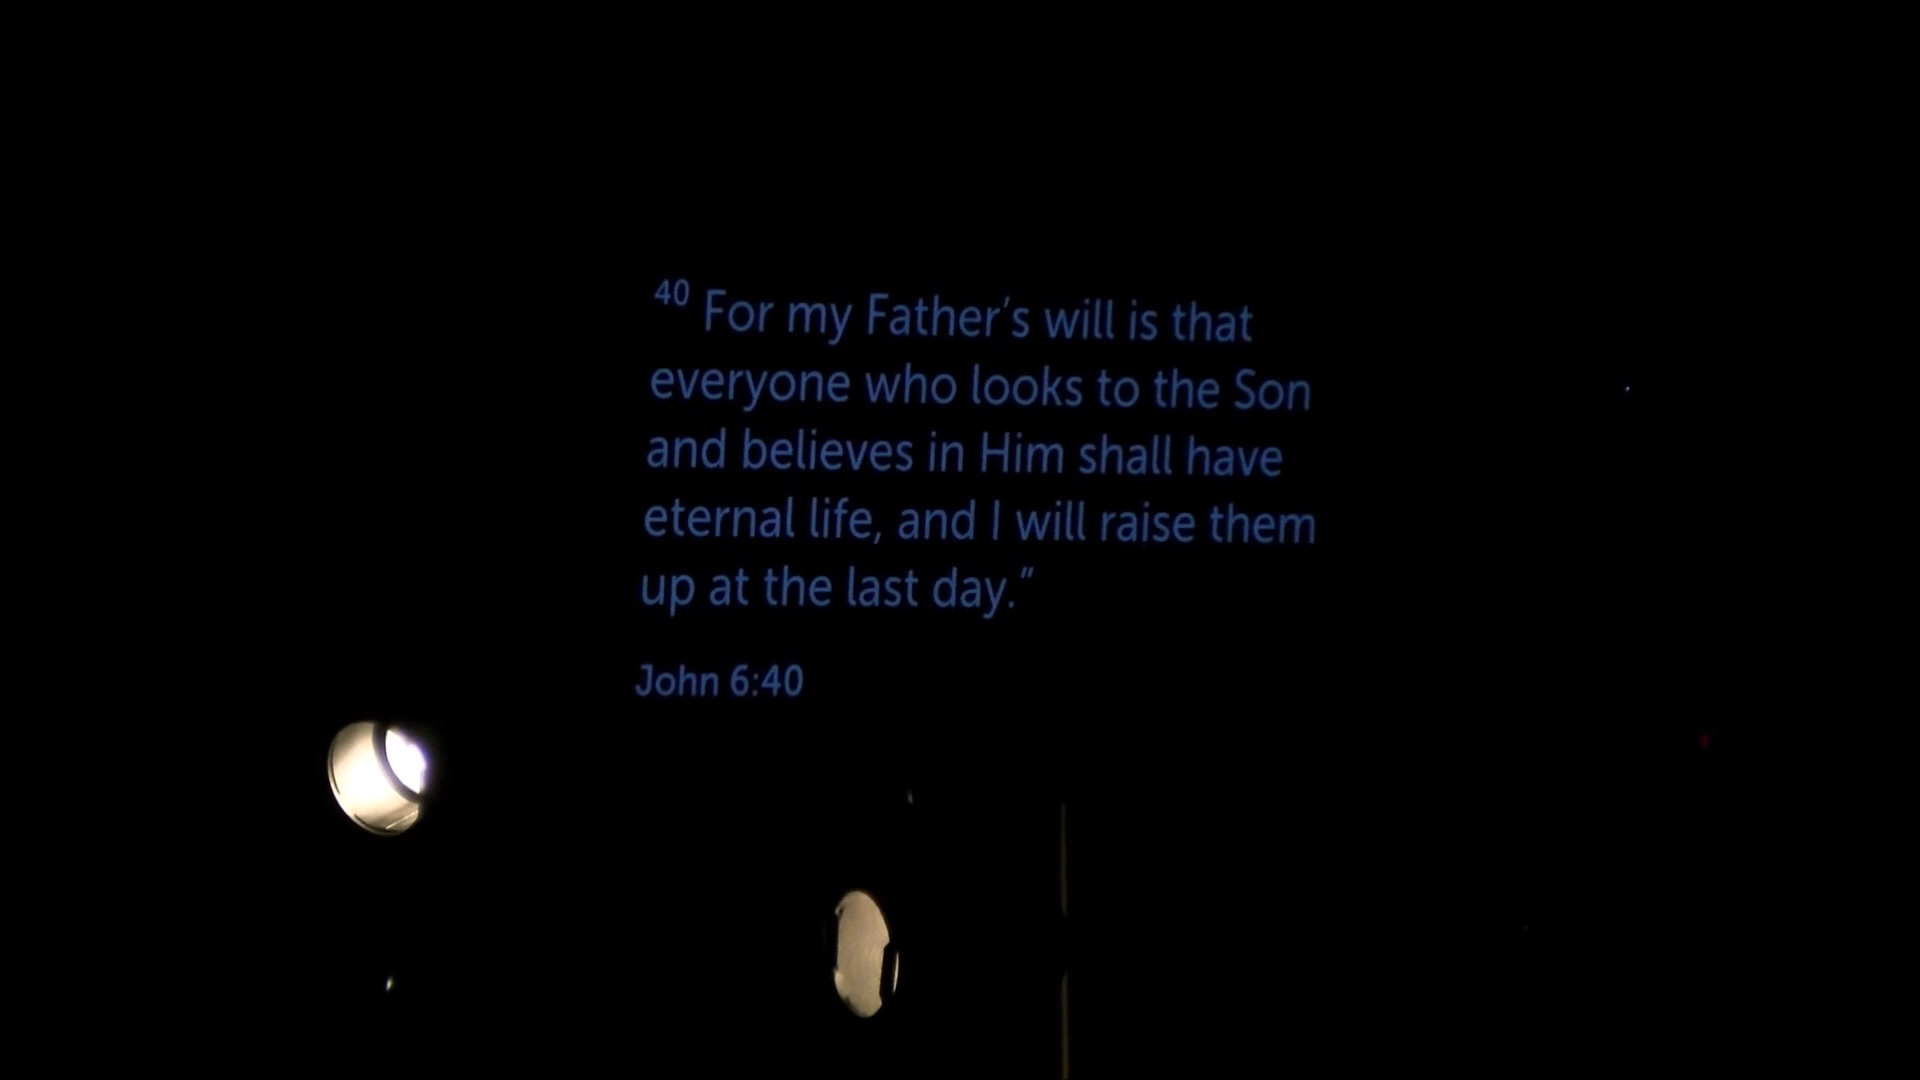 40 For my Father's will is that
everyone who looks to the Son
and believes in Him shall have
eternal life, and I will raise them
up at the last day.”
John 6:40